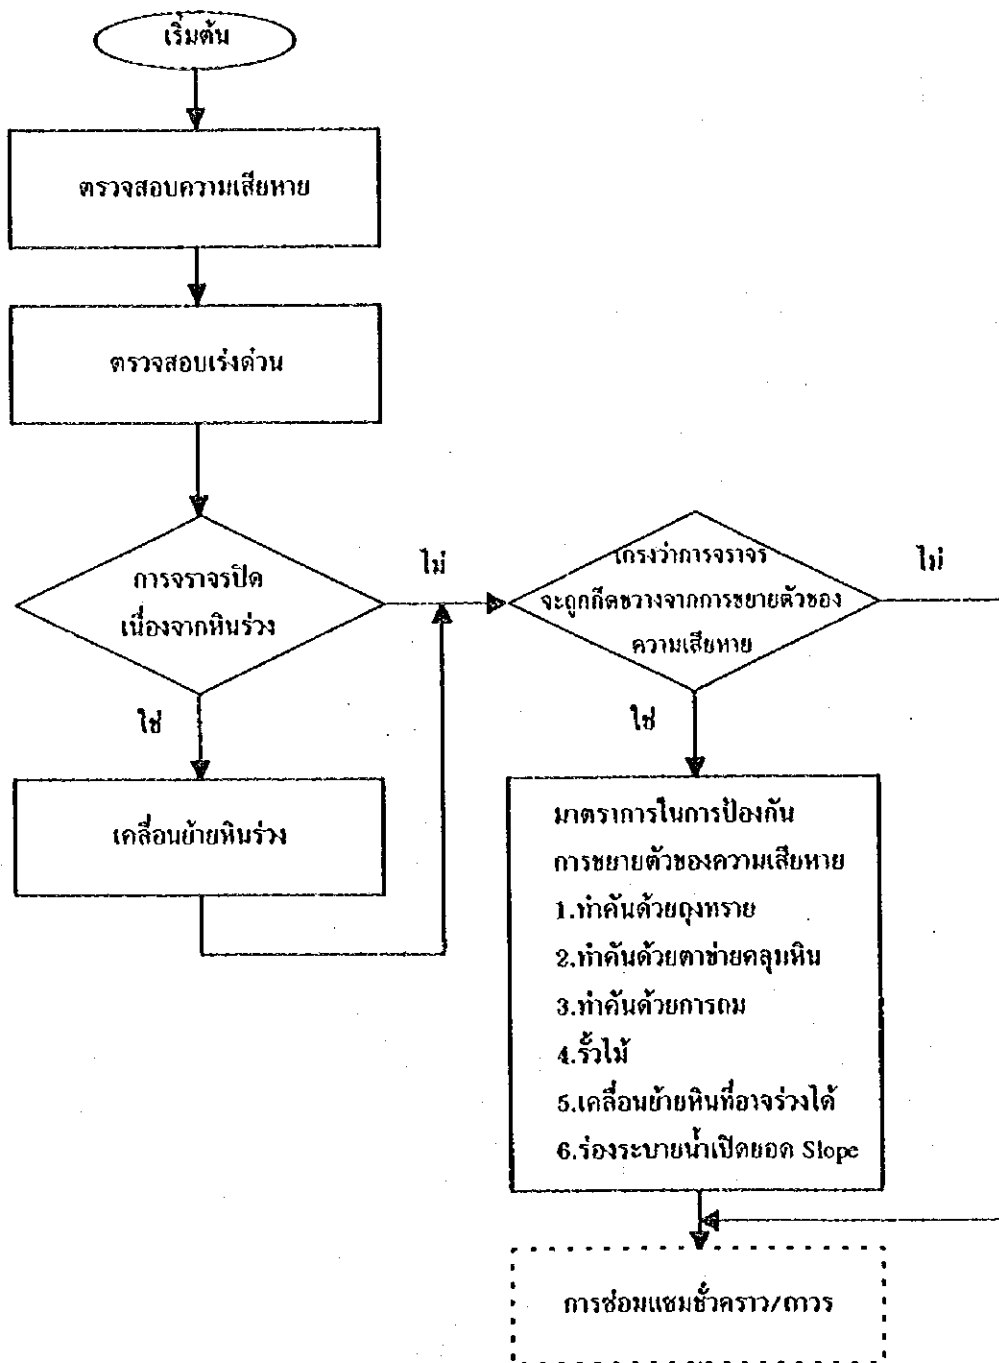 เริ่มต้น
ตรวจสอบความเสียหาย
ตรวจสอบเร่งด่วน
การจราจรปิด
เนื่องจากหินร่วง
ไม่
ใช่
เคลื่อนย้ายหินร่วง
เกรงว่าการจราจร
จะถูกกีดขวางจากการขยายตัวของ
ความเสียหาย
ไม่
ใช่
มาตราการในการป้องกัน
การขยายตัวของความเสียหาย
1.ทำคันด้วยถุงทราย
2.ทำคันด้วยตาข่ายคลุมหิน
3.ทำคันด้วยการถม
4.รั้วไม้
5.เคลื่อนย้ายหินที่อาจร่วงได้
6.ร่องระบายน้ำเปิดยอด Slope
การซ่อมแซมชั่วคราว/ถาวร